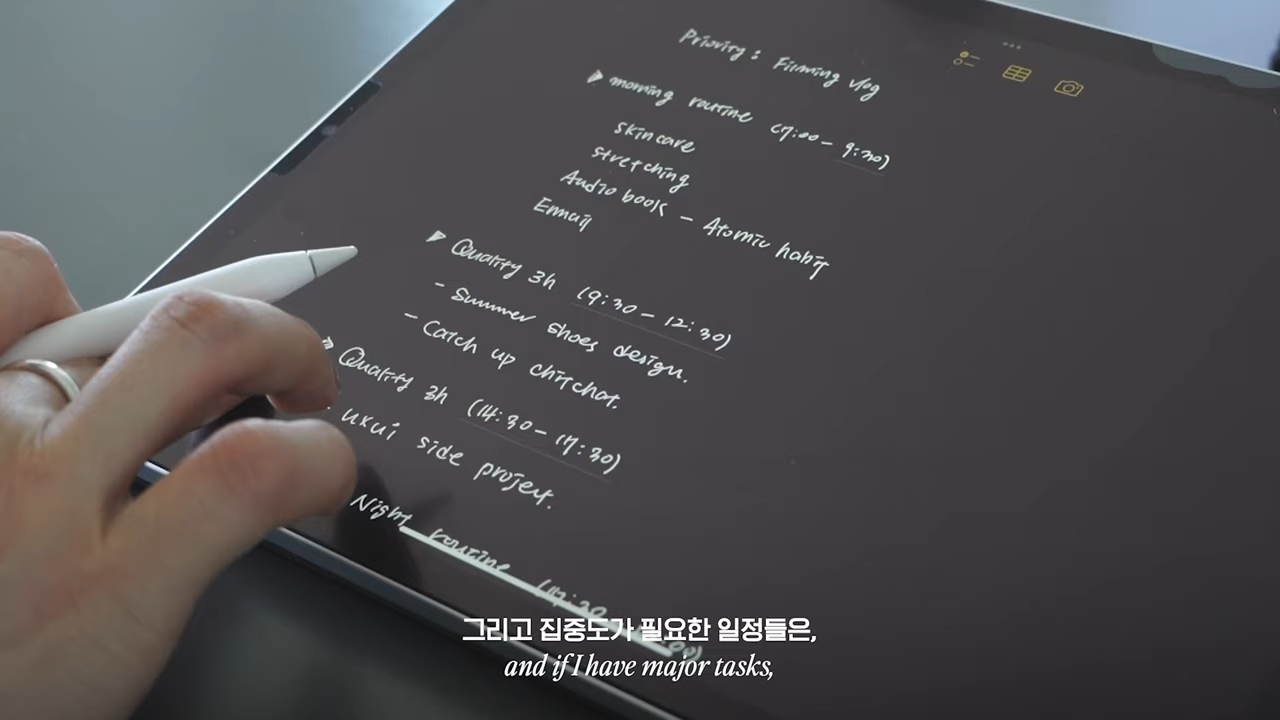 Priority : Filming vlog
▶ morning routine (7:00 - 9:30)
skincare
stretching
Audio book - Atomic habit
Email
▶ Quality 3h (9:30 - 12:30)
- Summer shoes design.
- Catch up chitchat.
Quality 3h (14:30 - 17:30)
side project.
Night routine (17:30
그리고 집중도가 필요한 일정들은,
and if I have major tasks,